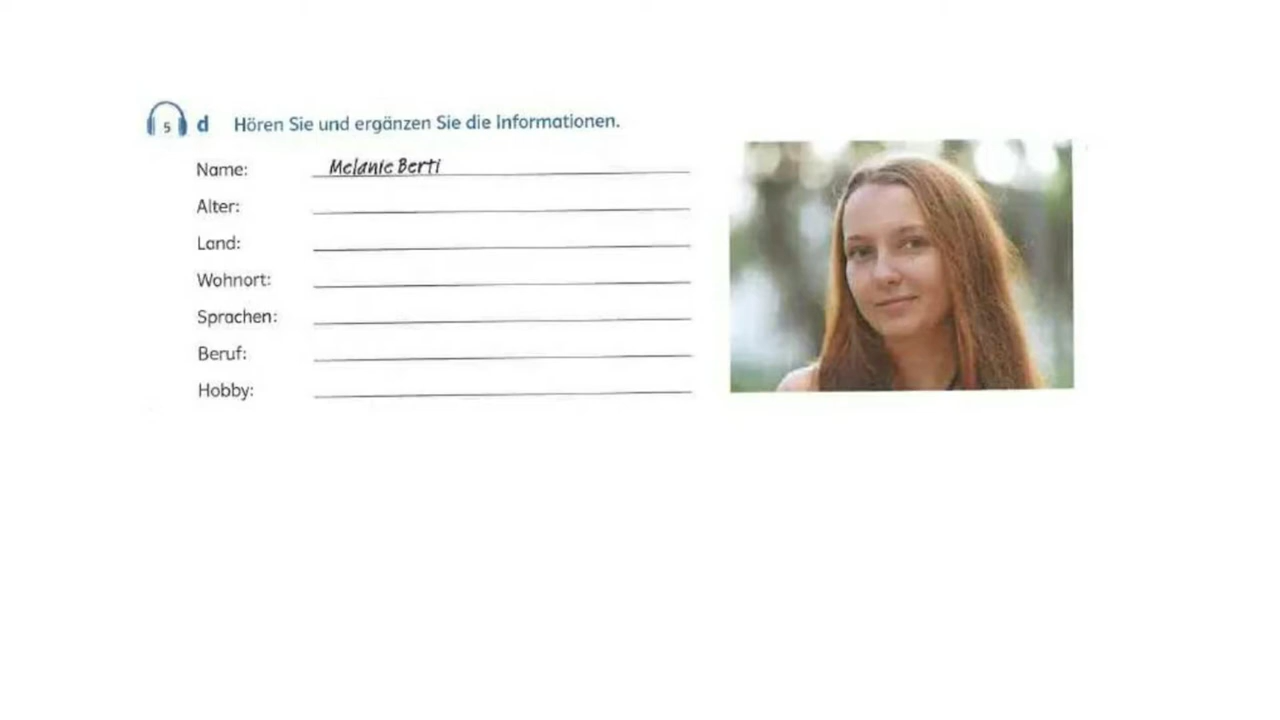 5 d Hören Sie und ergänzen Sie die Informationen.
Name: Melanie Berti
Alter:
Land:
Wohnort:
Sprachen:
Beruf:
Hobby: